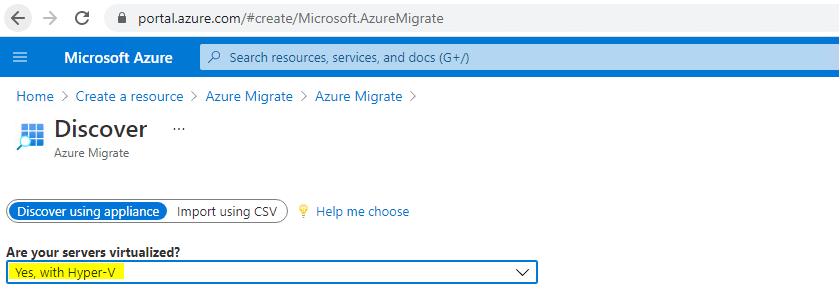 portal.azure.com/#create/Microsoft.AzureMigrate
Microsoft Azure
Search resources, services, and docs (G+/)
Home > Create a resource > Azure Migrate > Azure Migrate >
Discover ...
Azure Migrate
Discover using appliance Import using CSV Help me choose
Are your servers virtualized?
Yes, with Hyper-V